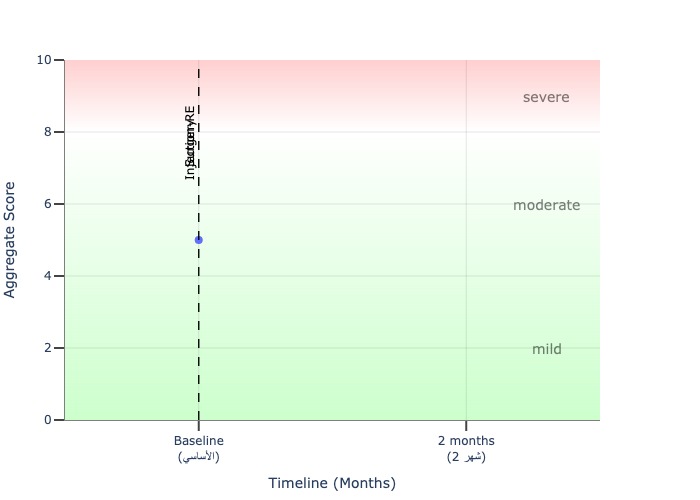 10
severe
8
RE
moderate
6
Aggregate Score
4
2
mild
0
Baseline
(الأساسي)
2 months
(2 شهر)
Timeline (Months)